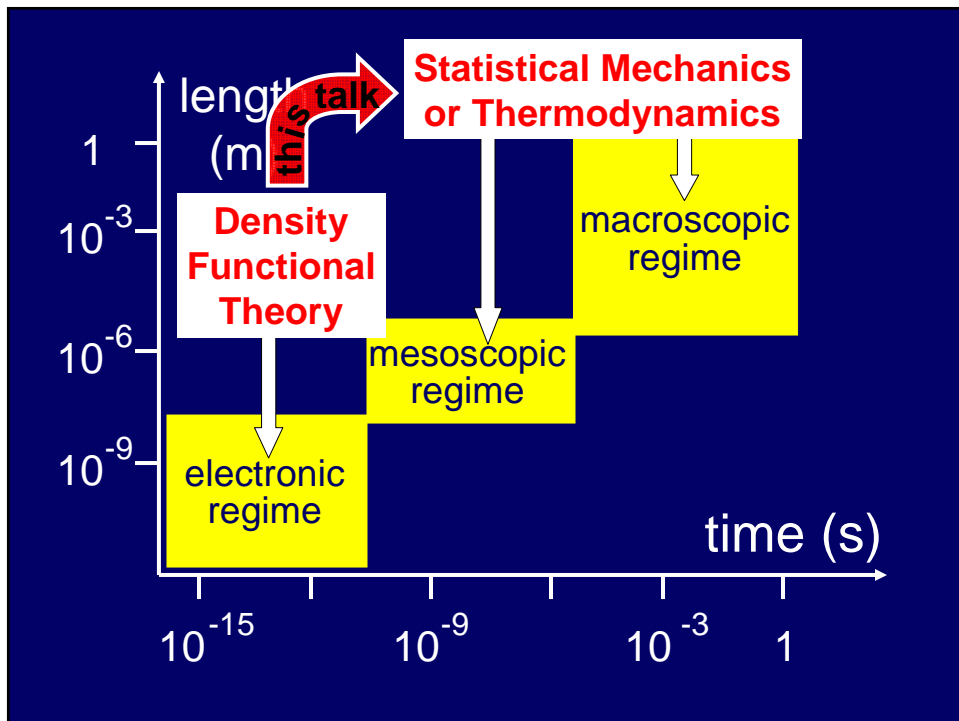 Statistical Mechanics
or Thermodynamics
this talk
length
(m
Density
Functional
Theory
macroscopic
regime
mesoscopic
regime
electronic
regime
1
10^-3
10^-6
10^-9
time (s)
10^-15
10^-9
10^-3
1